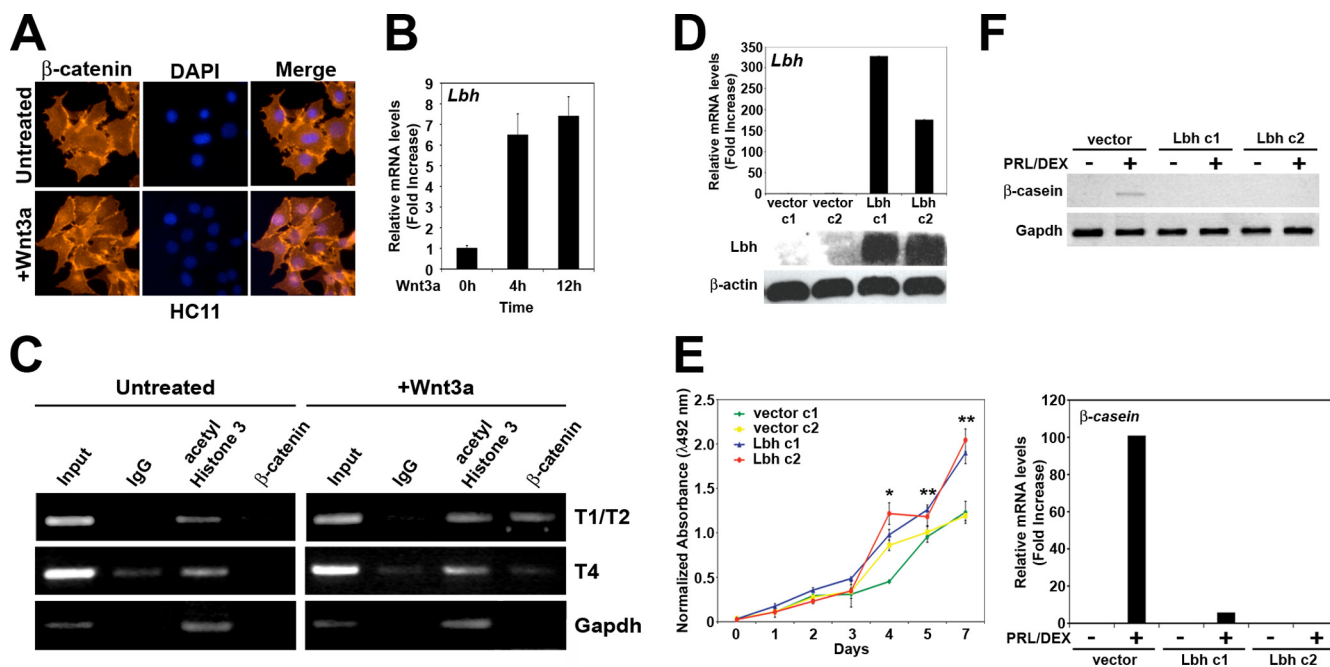 A
β-catenin DAPI Merge
Untreated
+Wnt3a
HC11
B
Lbh
Relative mRNA levels
(Fold Increase)
9
8
7
6
5
4
3
2
1
0
Wnt3a 0h 4h 12h
Time
C
Untreated +Wnt3a
Input IgG acetyl Histone 3 β-catenin Input IgG acetyl Histone 3 β-catenin
T1/T2
T4
Gapdh
D
Lbh
Relative mRNA levels
(Fold Increase)
350
300
250
200
150
100
50
0
vector c1 vector c2 Lbh c1 Lbh c2
Lbh
β-actin
E
Normalized Absorbance (λ492 nm)
2.5
2.0
1.5
1.0
0.5
0
vector c1
vector c2
Lbh c1
Lbh c2
* ** **
0 1 2 3 4 5 7
Days
F
vector Lbh c1 Lbh c2
PRL/DEX - + - + - +
β-casein
Gapdh
β-casein
Relative mRNA levels
(Fold Increase)
120
100
80
60
40
20
0
PRL/DEX - + - + - +
vector Lbh c1 Lbh c2